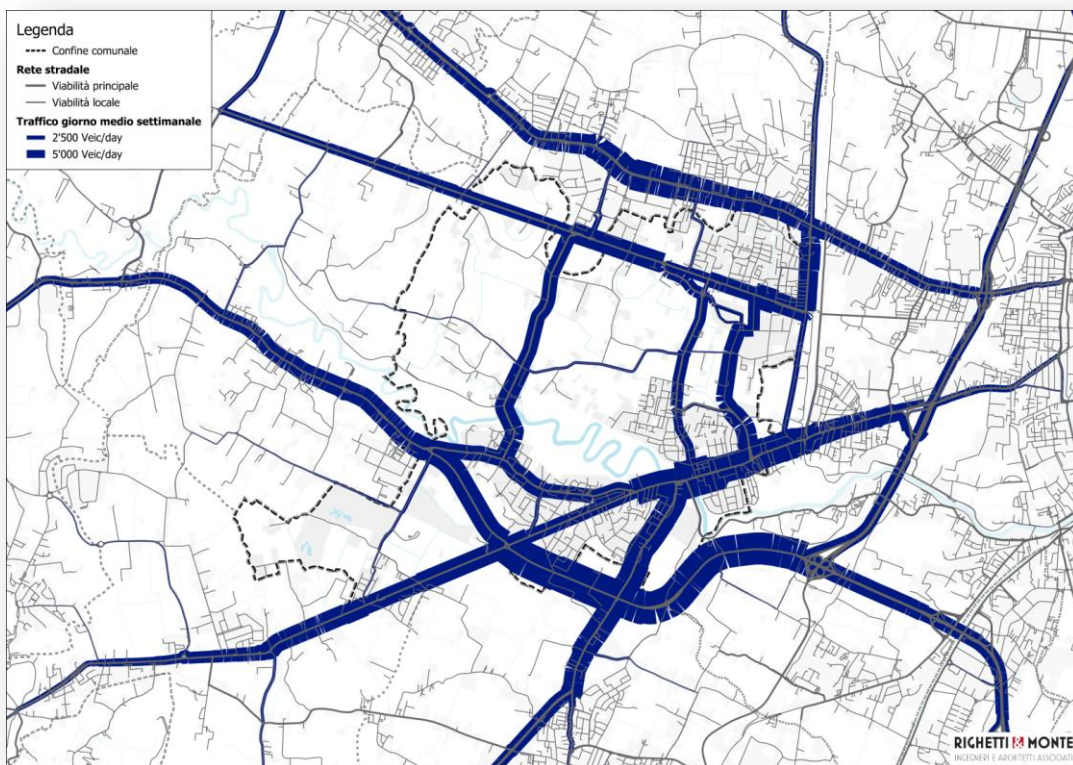 Legenda
Confine comunale
Rete stradale
Viabilità principale
Viabilità locale
Traffico giorno medio settimanale
2'500 Veic/day
5'000 Veic/day
RIGHETTI & MONTE
INGEGNERI E ARCHITETTI ASSOCIATI